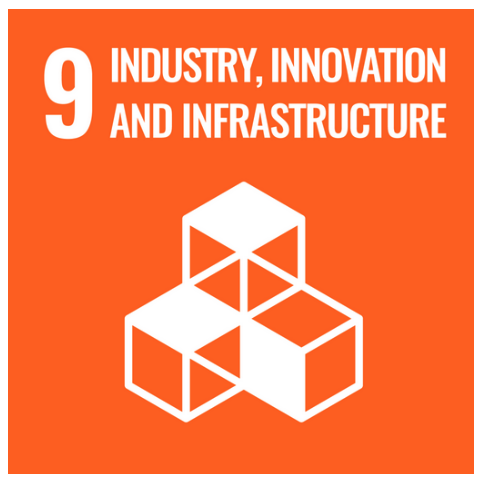 9 INDUSTRY, INNOVATION
AND INFRASTRUCTURE